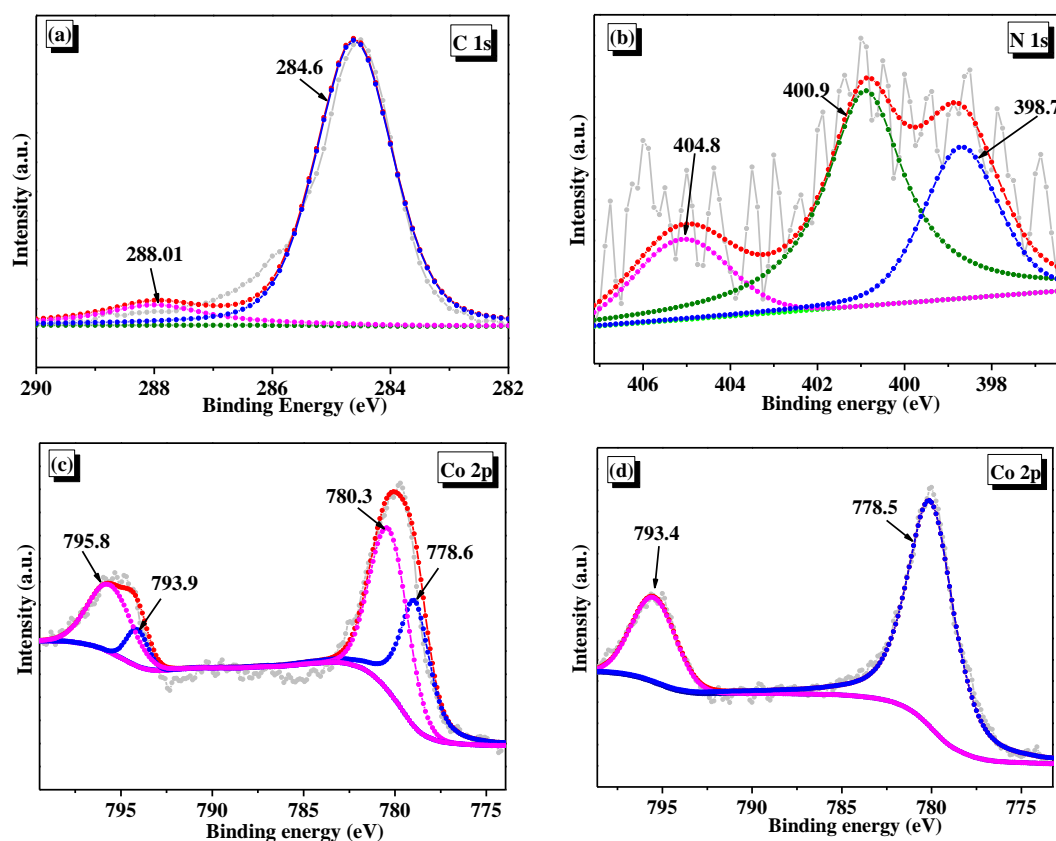 (a)
C 1s
284.6
288.01
Intensity (a.u.)
290 288 286 284 282
Binding Energy (eV)
(b)
N 1s
400.9
398.7
404.8
Intensity (a.u.)
406 404 402 400 398
Binding energy (eV)
(c)
Co 2p
780.3
795.8
778.6
793.9
Intensity (a.u.)
795 790 785 780 775
Binding energy (eV)
(d)
Co 2p
778.5
793.4
Intensity (a.u.)
795 790 785 780 775
Binding energy (eV)